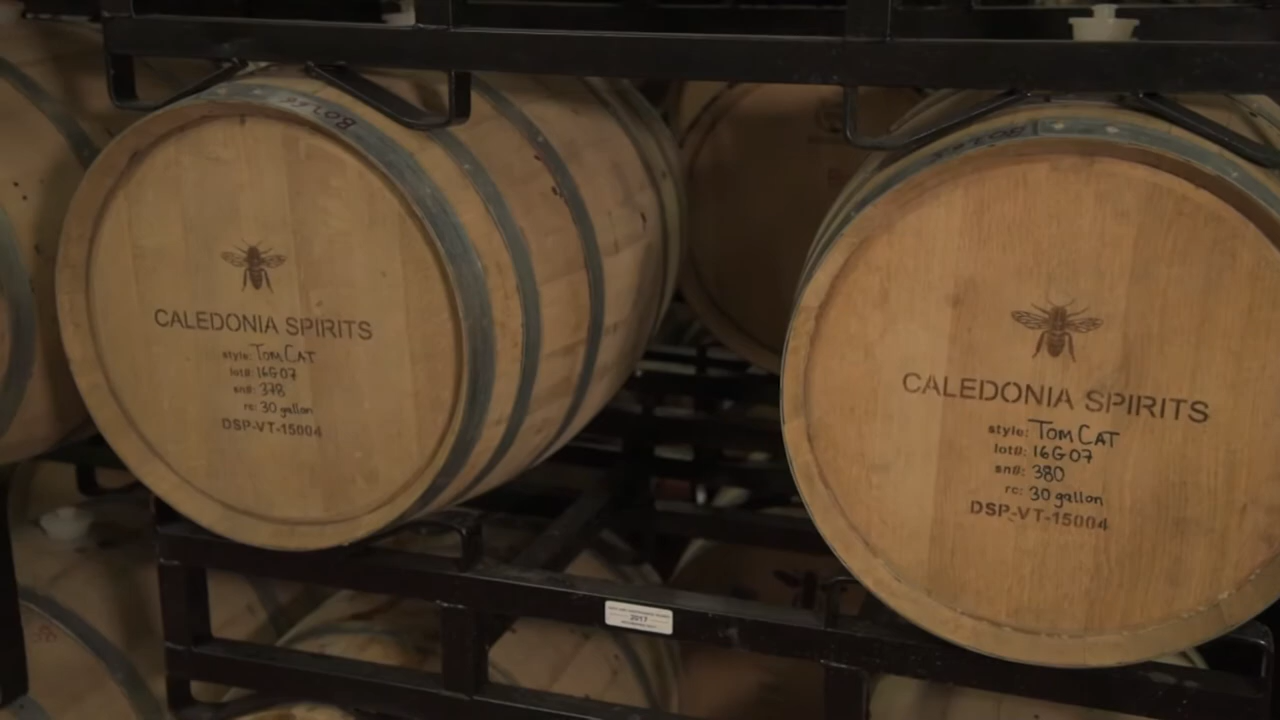 CALEDONIA SPIRITS
style: TOM CAT
lot#: 16G07
sn#: 378
rc: 30 gallon
DSP-VT-15004
CALEDONIA SPIRITS
style: TOM CAT
lot#: 16G07
sn#: 380
rc: 30 gallon
DSP-VT-15004
2017